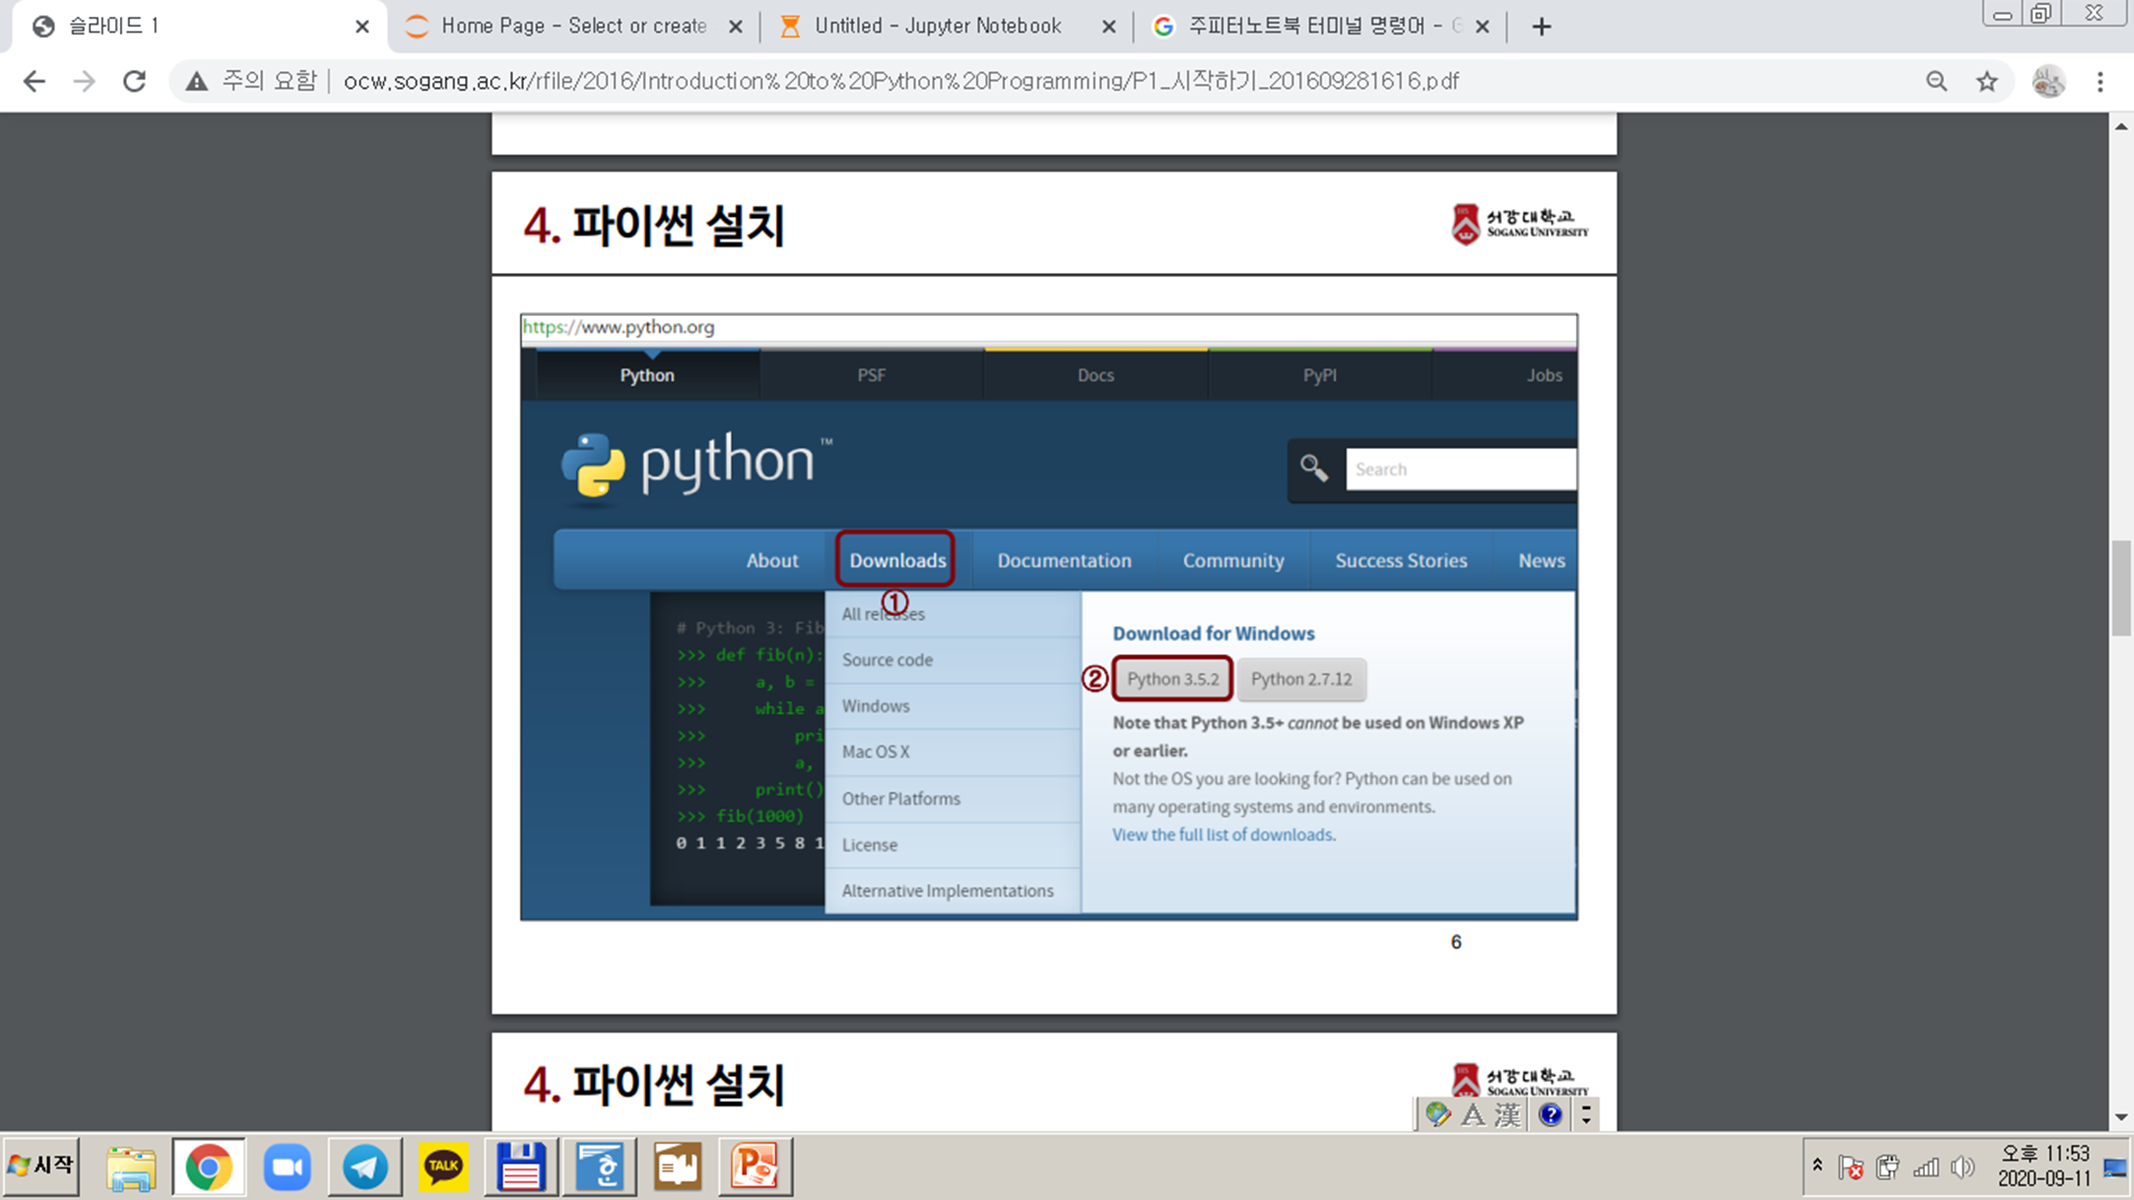 슬라이드 1
Home Page - Select or create
Untitled - Jupyter Notebook
주피터노트북 터미널 명령어 - G
주의 요함
ocw.sogang.ac.kr/rfile/2016/Introduction%20to%20Python%20Programming/P1_시작하기_201609281616.pdf
4. 파이썬 설치
서강대학교
SOGANG UNIVERSITY
https://www.python.org
Python
PSF
Docs
PyPI
Jobs
python™
Search
About
Downloads
Documentation
Community
Success Stories
News
①
# Python 3: Fib
>>> def fib(n):
>>> a, b =
>>> while a
>>> pri
>>> a,
>>> print()
>>> fib(1000)
0 1 1 2 3 5 8 1
All releases
Source code
Windows
Mac OS X
Other Platforms
License
Alternative Implementations
Download for Windows
②
Python 3.5.2
Python 2.7.12
Note that Python 3.5+ cannot be used on Windows XP
or earlier.
Not the OS you are looking for? Python can be used on
many operating systems and environments.
View the full list of downloads.
6
4. 파이썬 설치
서강대학교
SOGANG UNIVERSITY
A 漢 ?
시작
TALK
한
P
오후 11:53
2020-09-11